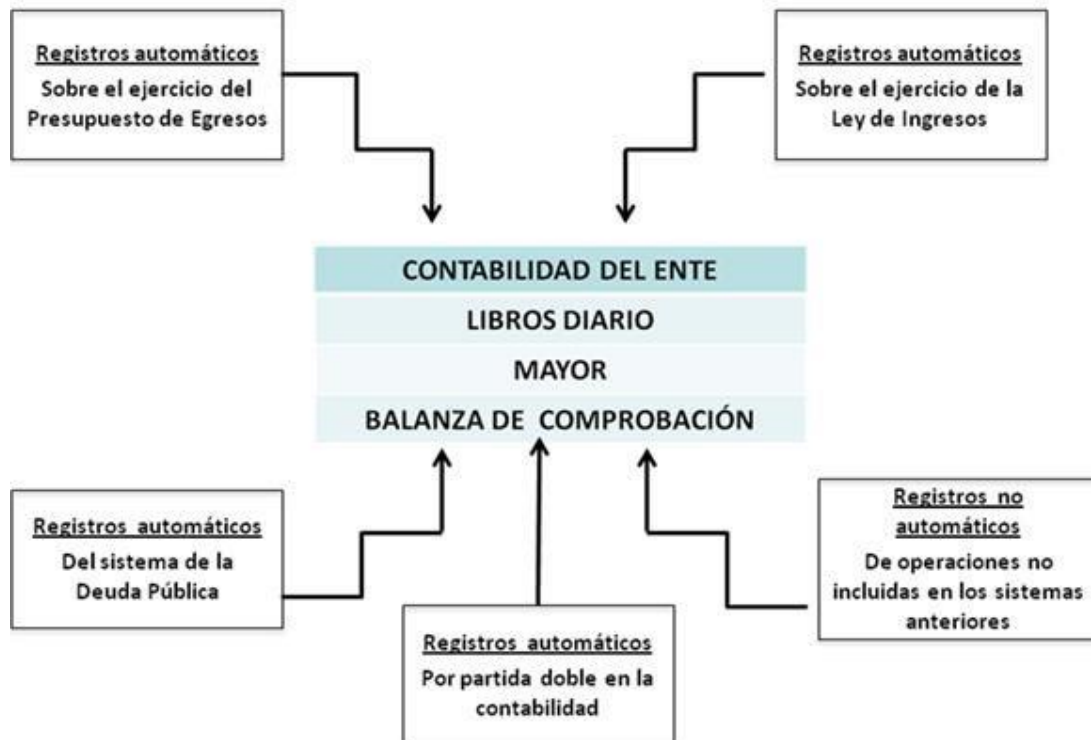 Registros automáticos
Sobre el ejercicio del
Presupuesto de Egresos
Registros automáticos
Sobre el ejercicio de la
Ley de Ingresos
CONTABILIDAD DEL ENTE
LIBROS DIARIO
MAYOR
BALANZA DE COMPROBACIÓN
Registros automáticos
Del sistema de la
Deuda Pública
Registros automáticos
Por partida doble en la
contabilidad
Registros no
automáticos
De operaciones no
incluidas en los sistemas
anteriores